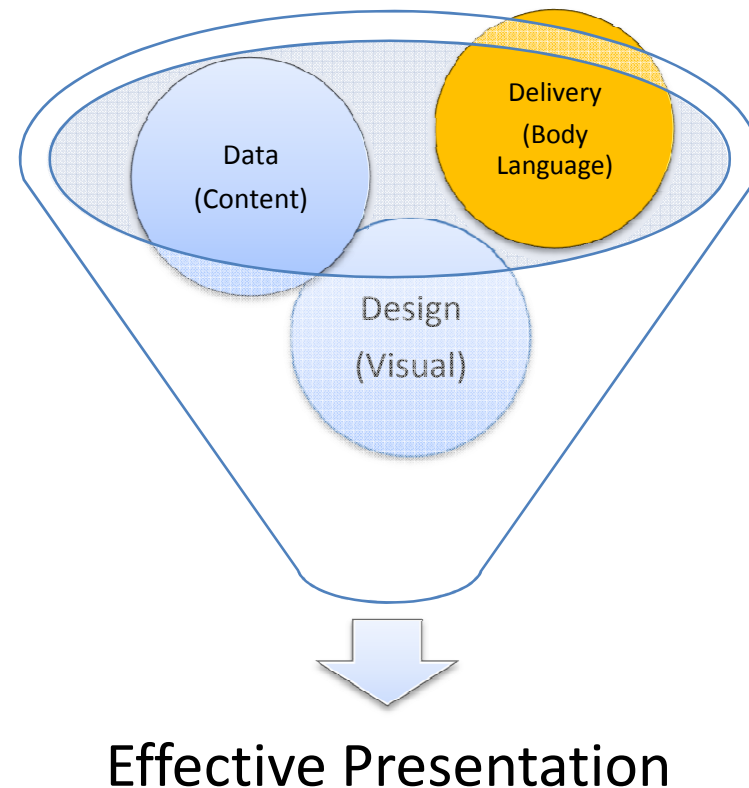 Delivery
(Body
Language)
Data
(Content)
Design
(Visual)
Effective Presentation